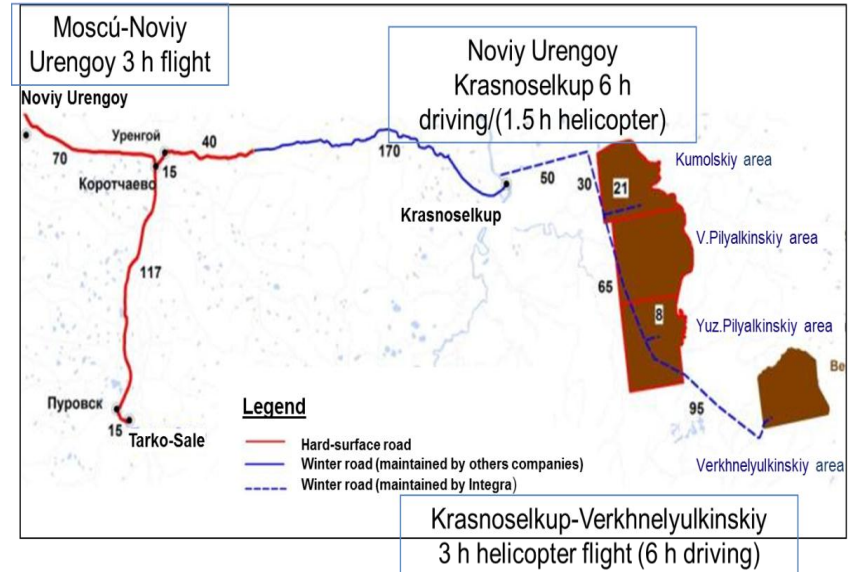 Moscú-Noviy
Urengoy 3 h flight
Noviy Urengoy
Krasnoselkup 6 h
driving/(1.5 h helicopter)
Noviy Urengoy
70
Уренгой
40
15
Коротчаево
170
Krasnoselkup
50
30
21
Kumolskiy area
V.Pilyalkinskiy area
65
8
Yuz.Pilyalkinskiy area
117
Пуровск
15
Tarko-Sale
95
Be
Verkhnelyulkinskiy area
Legend
Hard-surface road
Winter road (maintained by others companies)
Winter road (maintained by Integra)
Krasnoselkup-Verkhnelyulkinskiy
3 h helicopter flight (6 h driving)